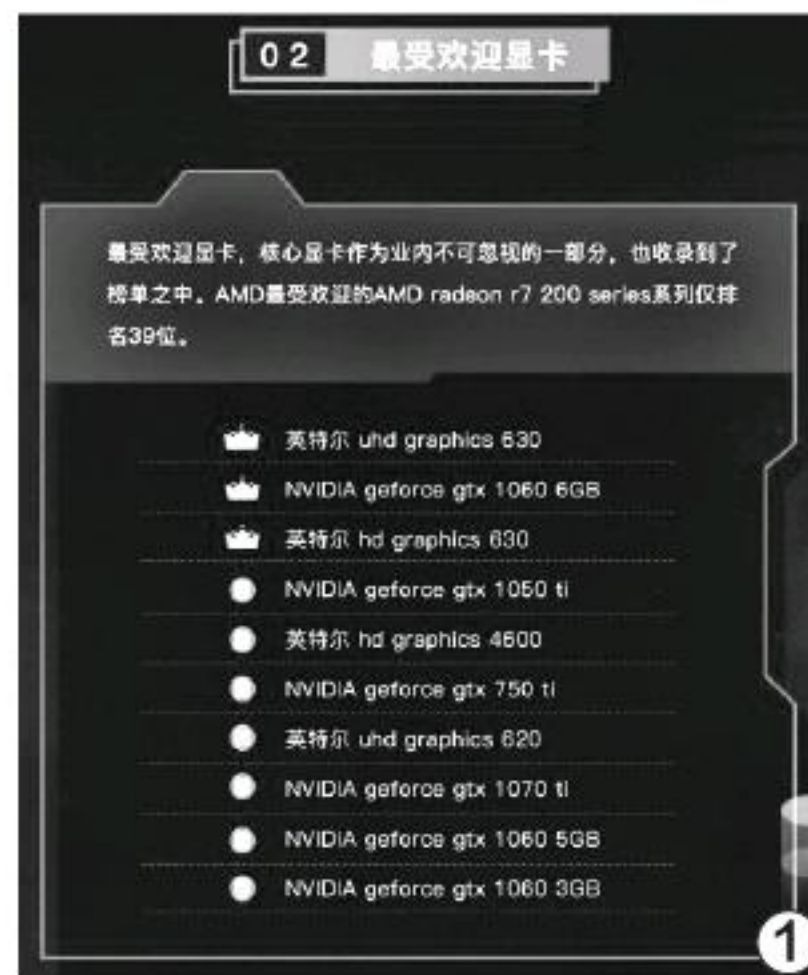 02 最受欢迎显卡
最受欢迎显卡，核心显卡作为业内不可忽视的一部分，也收录到了
榜单之中。AMD最受欢迎的AMD radeon r7 200 series系列仅排
名39位。
英特尔 uhd graphics 630
NVIDIA geforce gtx 1060 6GB
英特尔 hd graphics 630
NVIDIA geforce gtx 1050 ti
英特尔 hd graphics 4600
NVIDIA geforce gtx 750 ti
英特尔 uhd graphics 620
NVIDIA geforce gtx 1070 ti
NVIDIA geforce gtx 1060 5GB
NVIDIA geforce gtx 1060 3GB
1